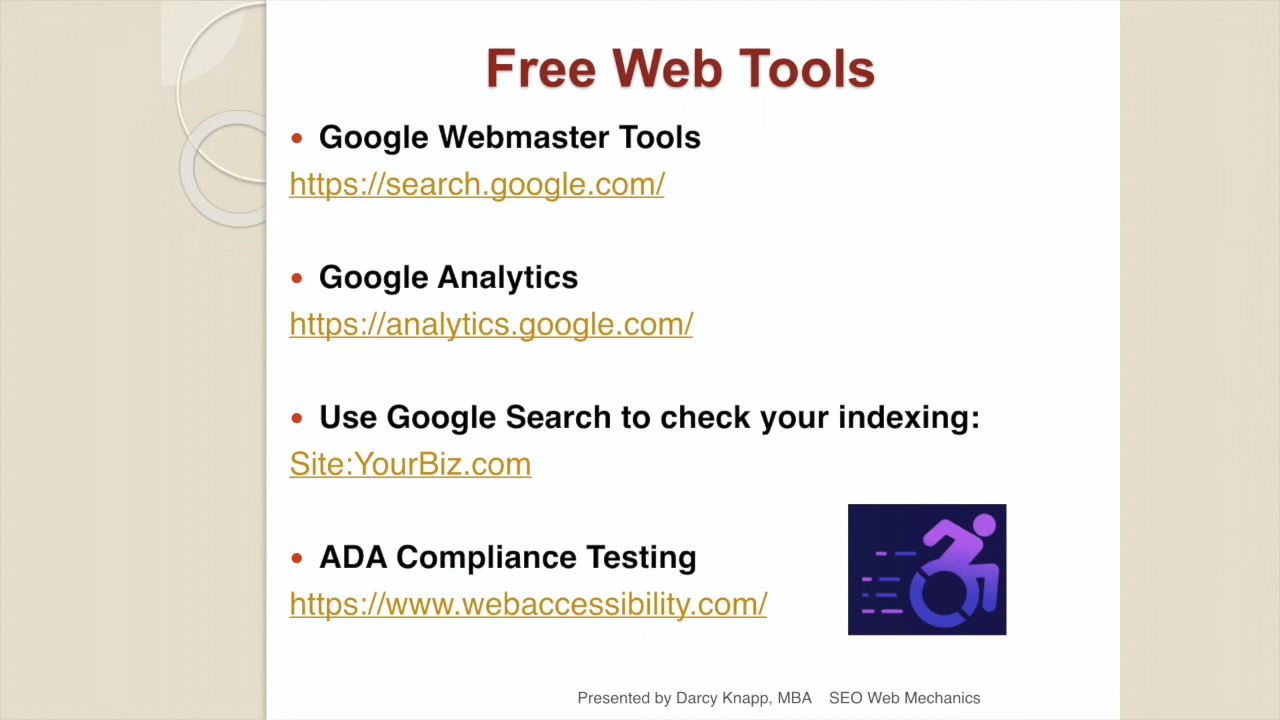 Free Web Tools
• Google Webmaster Tools
https://search.google.com/
• Google Analytics
https://analytics.google.com/
• Use Google Search to check your indexing:
Site:YourBiz.com
• ADA Compliance Testing
https://www.webaccessibility.com/
Presented by Darcy Knapp, MBA SEO Web Mechanics